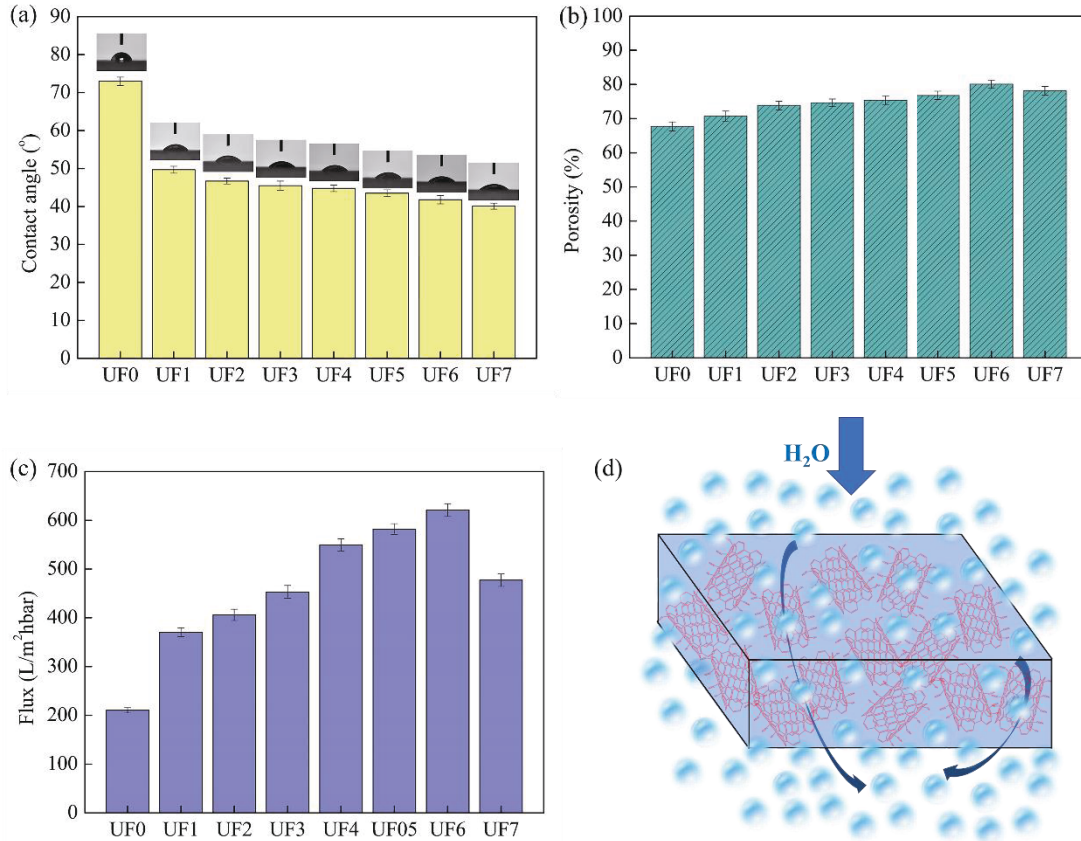 (a)
90
80
70
60
50
40
30
20
10
0
Contact angle (°)
UF0 UF1 UF2 UF3 UF4 UF5 UF6 UF7
(b)
100
90
80
70
60
50
40
30
20
10
0
Porosity (%)
UF0 UF1 UF2 UF3 UF4 UF5 UF6 UF7
(c)
700
600
500
400
300
200
100
0
Flux (L/m²hbar)
UF0 UF1 UF2 UF3 UF4 UF05 UF6 UF7
(d)
H₂O